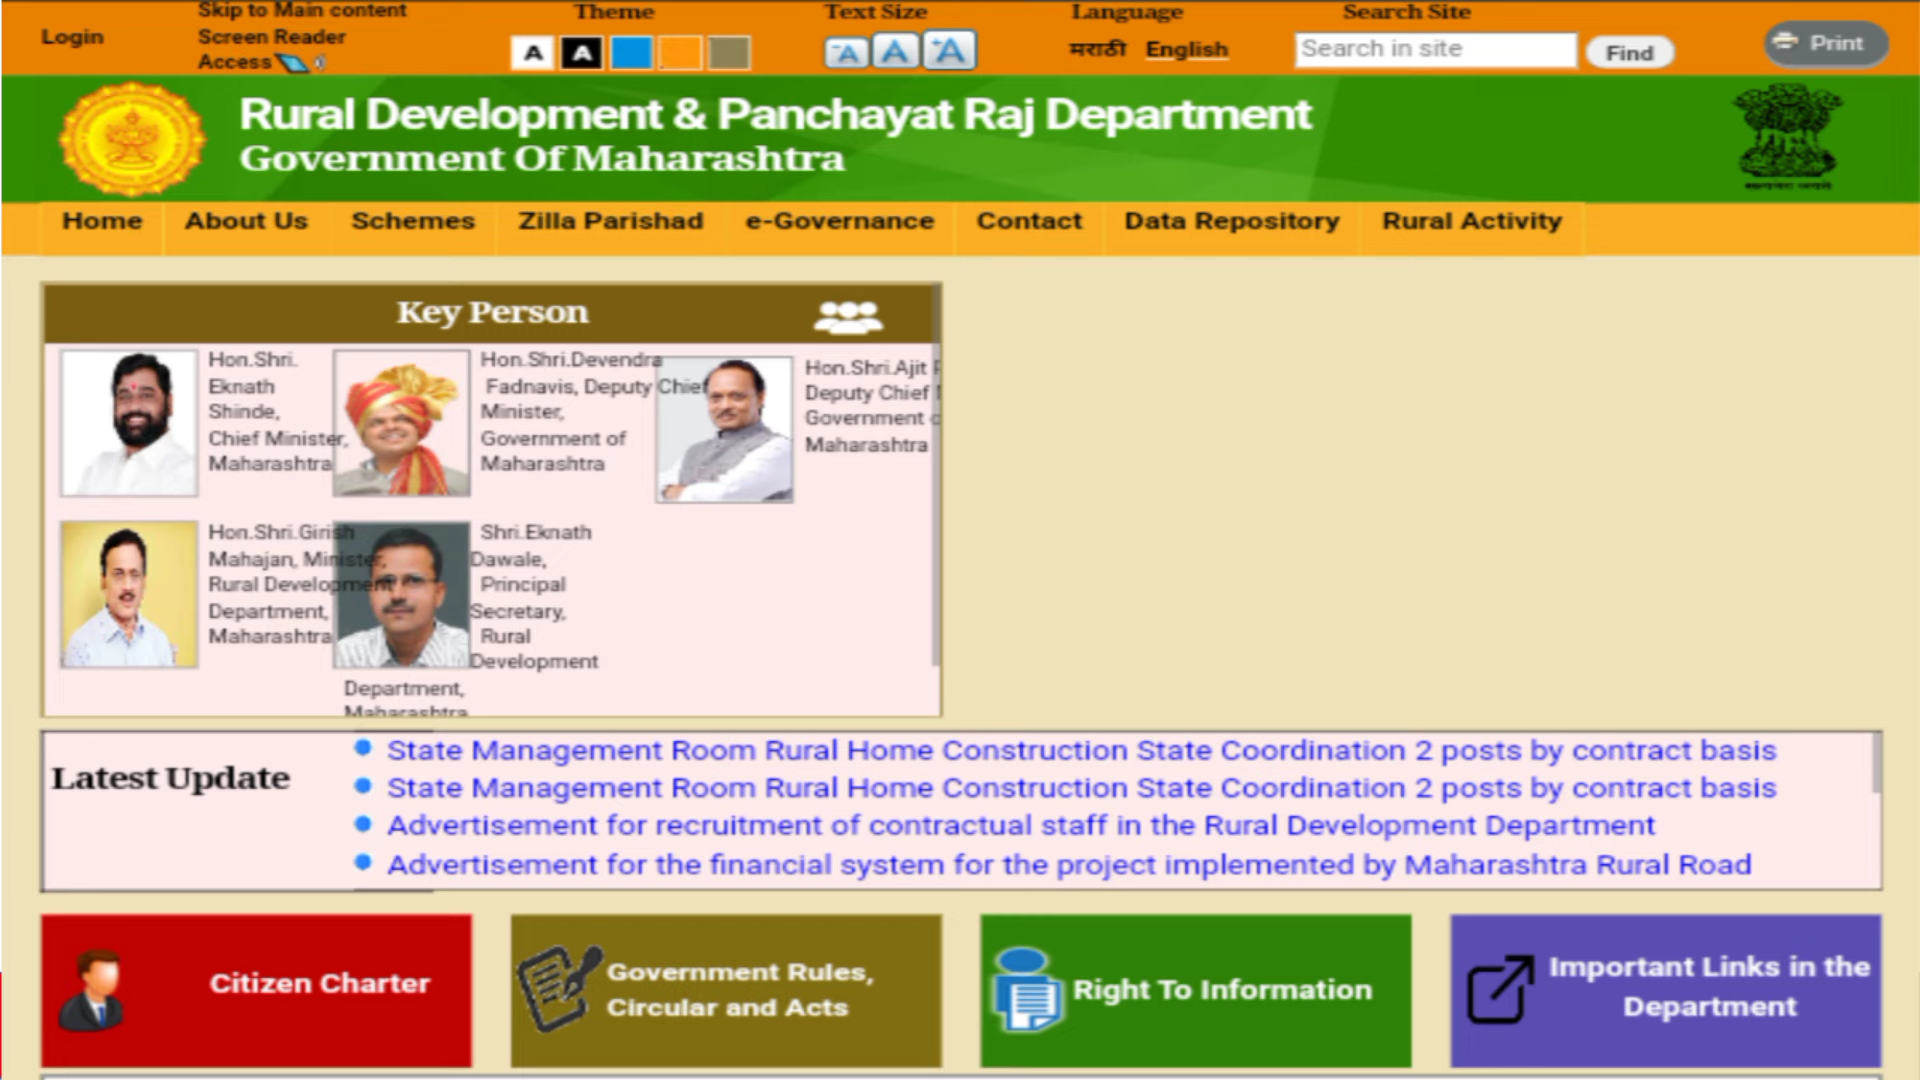 Login
Skip to Main content
Screen Reader
Access
Theme
A A
Text Size
-A A +A
Language
मराठी English
Search Site
Search in site
Find
Print
Rural Development & Panchayat Raj Department
Government Of Maharashtra
Home About Us Schemes Zilla Parishad e-Governance Contact Data Repository Rural Activity
Key Person
Hon.Shri.
Eknath
Shinde,
Chief Minister,
Maharashtra
Hon.Shri.Devendra
Fadnavis, Deputy Chief
Minister,
Government of
Maharashtra
Hon.Shri.Ajit
Deputy Chief
Government
Maharashtra
Hon.Shri.Girish
Mahajan, Minister,
Rural Development
Department,
Maharashtra
Shri.Eknath
Dawale,
Principal
Secretary,
Rural
Development
Department,
Maharashtra
Latest Update
State Management Room Rural Home Construction State Coordination 2 posts by contract basis
State Management Room Rural Home Construction State Coordination 2 posts by contract basis
Advertisement for recruitment of contractual staff in the Rural Development Department
Advertisement for the financial system for the project implemented by Maharashtra Rural Road
Citizen Charter
Government Rules,
Circular and Acts
Right To Information
Important Links in the
Department